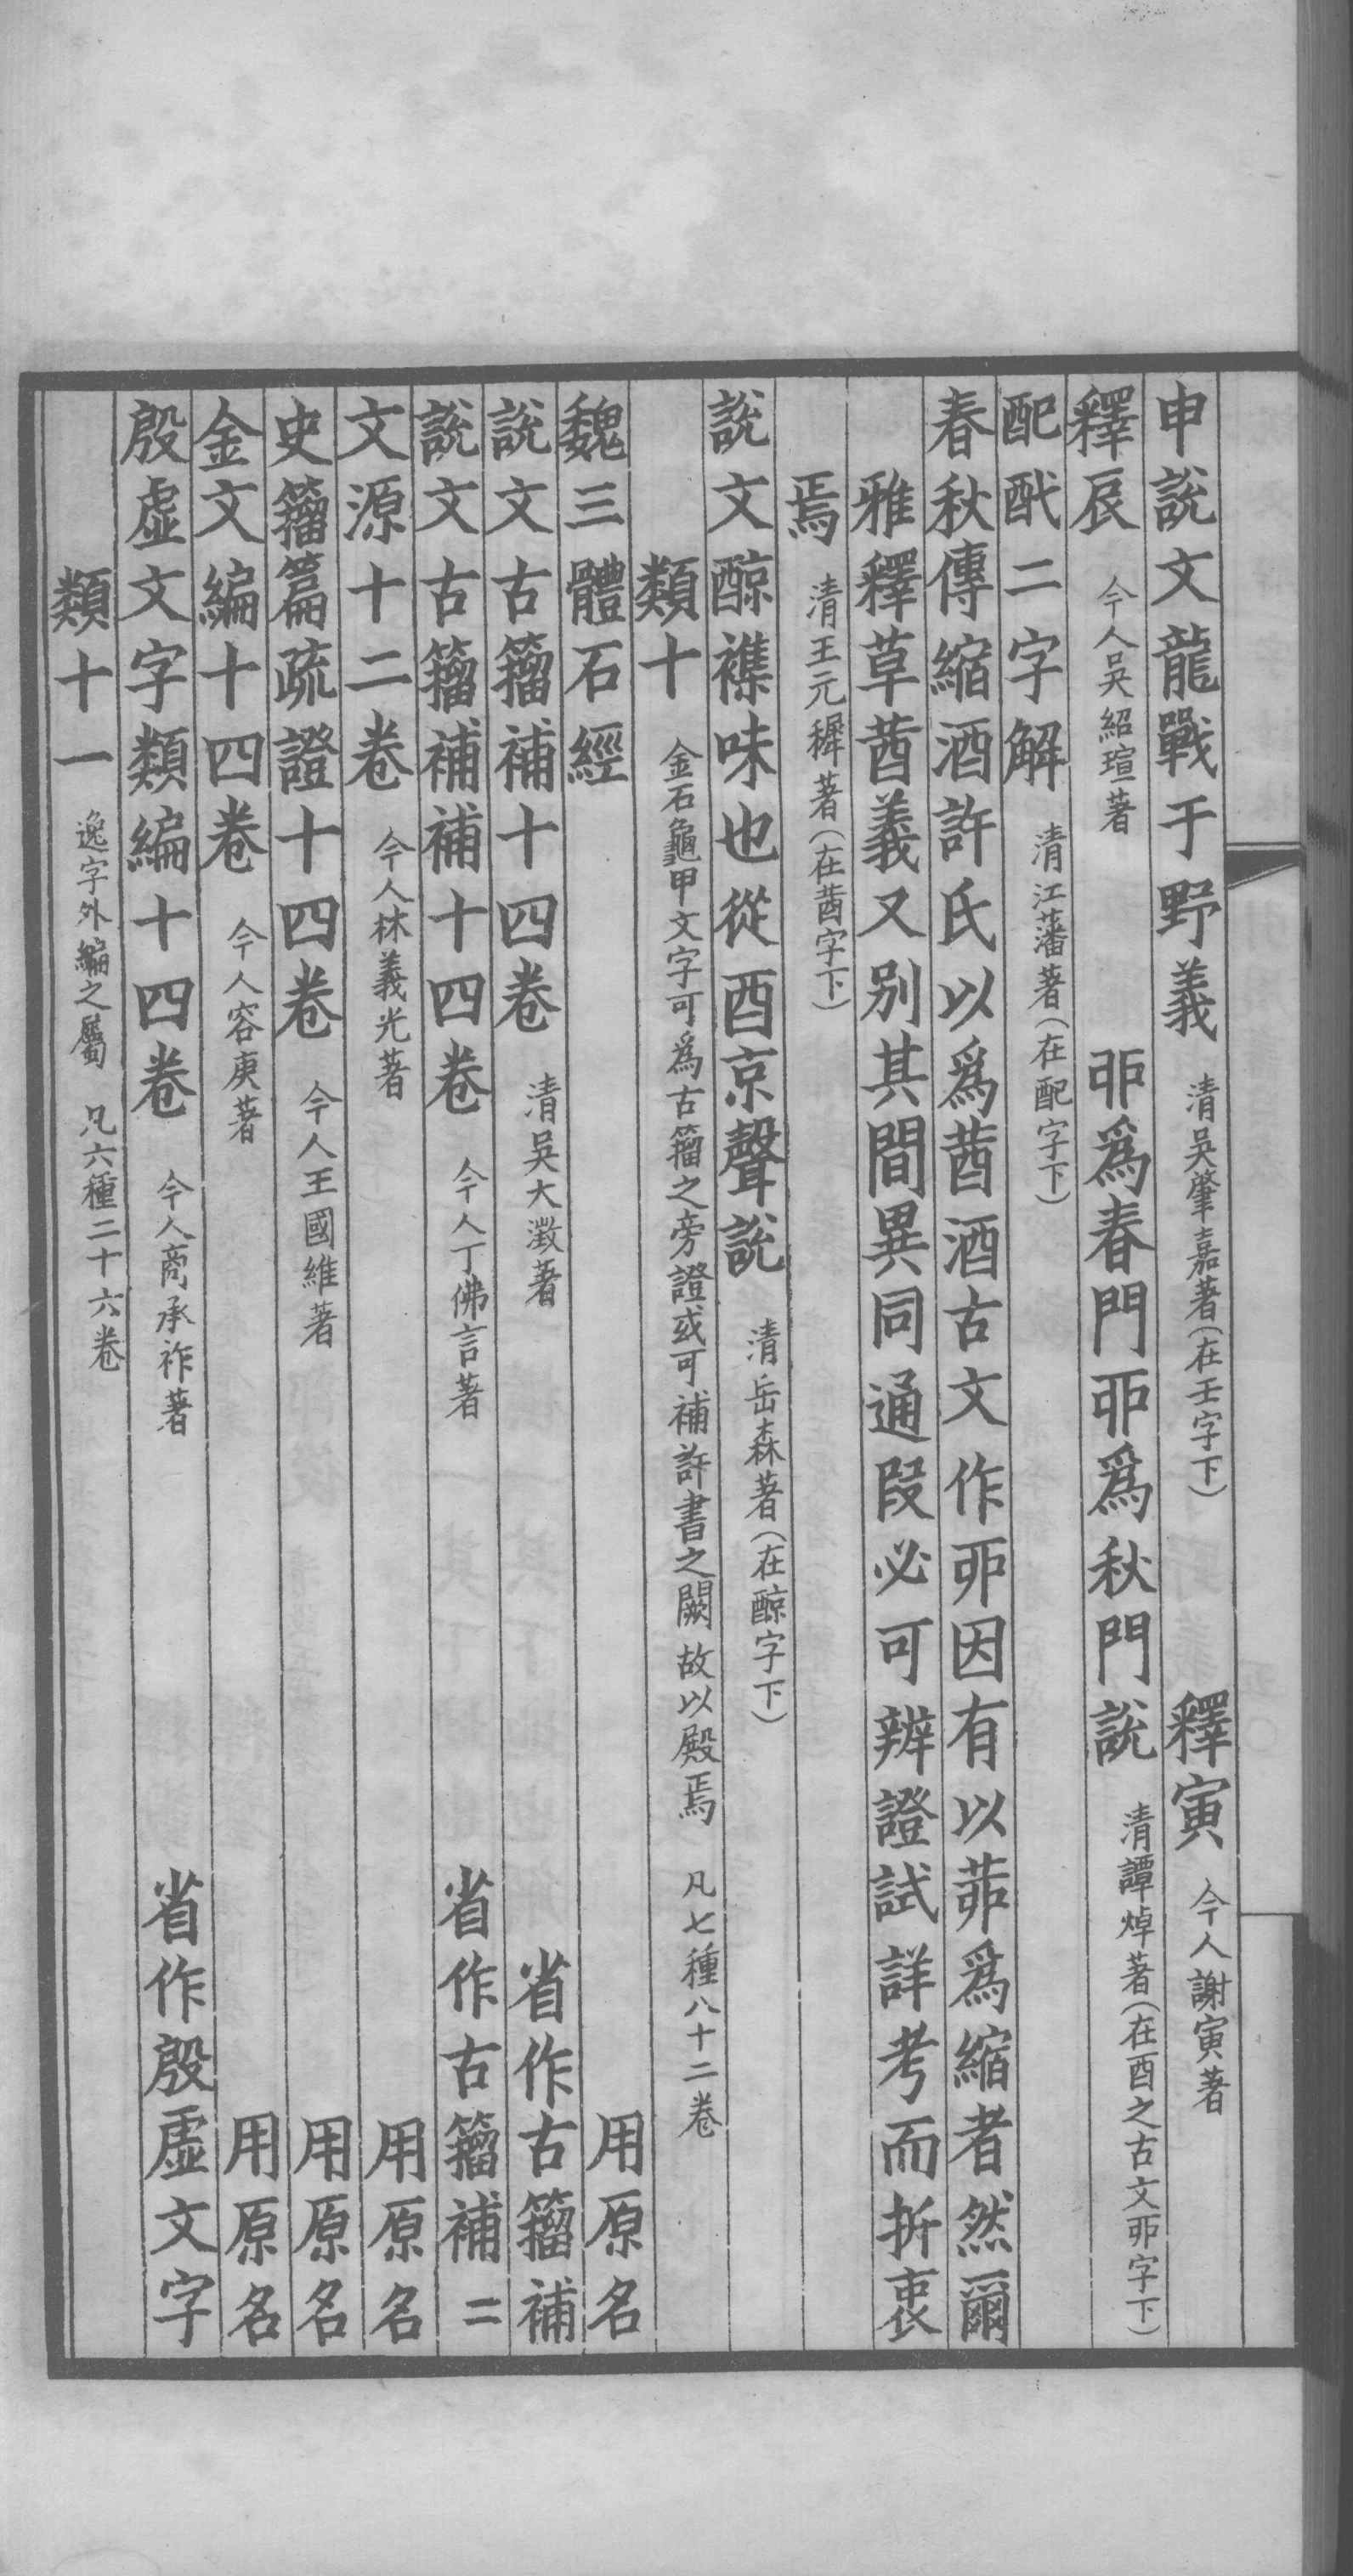 申說文龍戰于野義 清吳肇嘉著(在壬字下) 釋寅 今人謝寅著
釋辰 今人吳紹瑄著 丣爲春門丣爲秋門說 清譚焯著(在酉之古文丣字下)
配酖二字解 清江藩著(在配字下)
春秋傳縮酒許氏以爲莤酒古文作丣因有以茆爲縮者然爾
雅釋草莤義又别其間異同通叚必可辨證試詳考而折衷
焉 清王元穉著(在莤字下)
說文醇襍味也從酉京聲說 清岳森著(在醇字下)
類十 金石龜甲文字可爲古籀之旁證或可補許書之闕故以殿焉 凡七種八十二卷
魏三體石經 用原名
說文古籀補十四卷 清吳大澂著 省作古籀補
說文古籀補補十四卷 今人丁佛言著 省作古籀補二
文源十二卷 今人林義光著 用原名
史籀篇疏證十四卷 今人王國維著 用原名
金文編十四卷 今人容庚著 用原名
殷虛文字類編十四卷 今人商承祚著 省作殷虛文字
類十一 逸字外編之屬 凡六種二十六卷